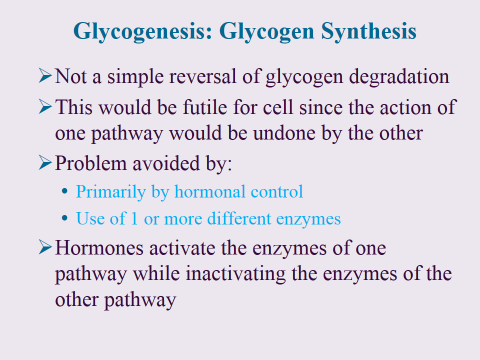 Glycogenesis: Glycogen Synthesis
➢Not a simple reversal of glycogen degradation
➢This would be futile for cell since the action of
one pathway would be undone by the other
➢Problem avoided by:
• Primarily by hormonal control
• Use of 1 or more different enzymes
➢Hormones activate the enzymes of one
pathway while inactivating the enzymes of the
other pathway